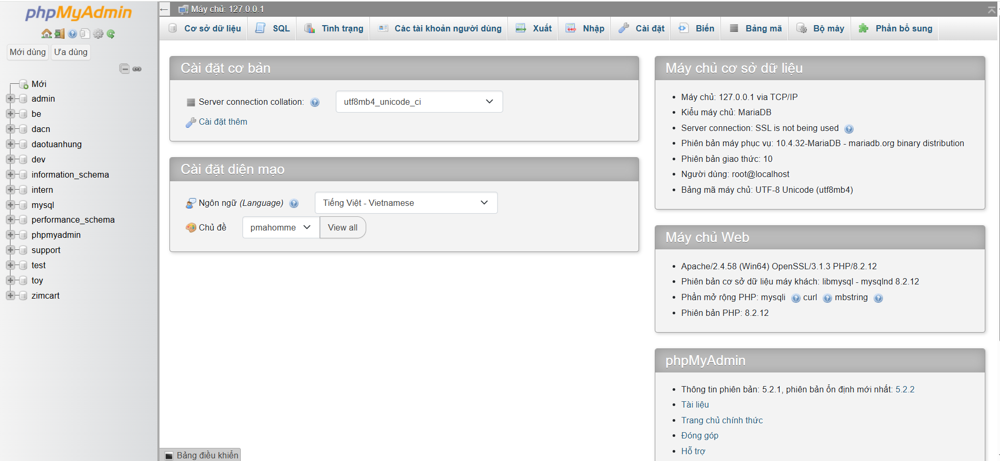 phpMyAdmin
Mới dùng Ưa dùng
Mới
admin
be
dacn
daotuanhung
dev
information_schema
intern
mysql
performance_schema
phpmyadmin
support
test
toy
zimcart
Máy chủ: 127.0.0.1
Cơ sở dữ liệu SQL Tình trạng Các tài khoản người dùng Xuất Nhập Cài đặt Biến Bảng mã Bộ máy Phần bổ sung
Cài đặt cơ bản
Server connection collation: utf8mb4_unicode_ci
Cài đặt thêm
Cài đặt diện mạo
Ngôn ngữ (Language) Tiếng Việt - Vietnamese
Chủ đề pmahomme View all
Máy chủ cơ sở dữ liệu
Máy chủ: 127.0.0.1 via TCP/IP
Kiểu máy chủ: MariaDB
Server connection: SSL is not being used
Phiên bản máy phục vụ: 10.4.32-MariaDB - mariadb.org binary distribution
Phiên bản giao thức: 10
Người dùng: root@localhost
Bảng mã máy chủ: UTF-8 Unicode (utf8mb4)
Máy chủ Web
Apache/2.4.58 (Win64) OpenSSL/3.1.3 PHP/8.2.12
Phiên bản cơ sở dữ liệu máy khách: libmysql - mysqlnd 8.2.12
Phần mở rộng PHP: mysqli curl mbstring
Phiên bản PHP: 8.2.12
phpMyAdmin
Thông tin phiên bản: 5.2.1, phiên bản ổn định mới nhất: 5.2.2
Tài liệu
Trang chủ chính thức
Đóng góp
Hỗ trợ
Bảng điều khiển